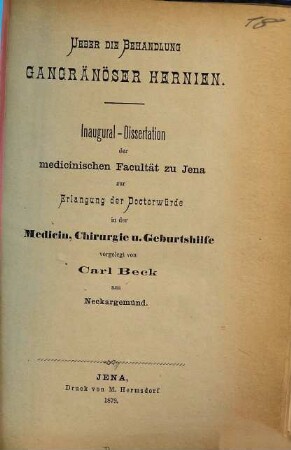 UEBER DIE BEHANDLUNG
GANGRÄNÖSER HERNIEN.
Inaugural-Dissertation
der
medicinischen Facultät zu Jena
zur
Erlangung der Doctorwürde
in der
Medicin, Chirurgie u. Geburtshilfe
vorgelegt von
Carl Beck
aus
Neckargemünd.
JENA,
Druck von M. Hermsdorf
1879.